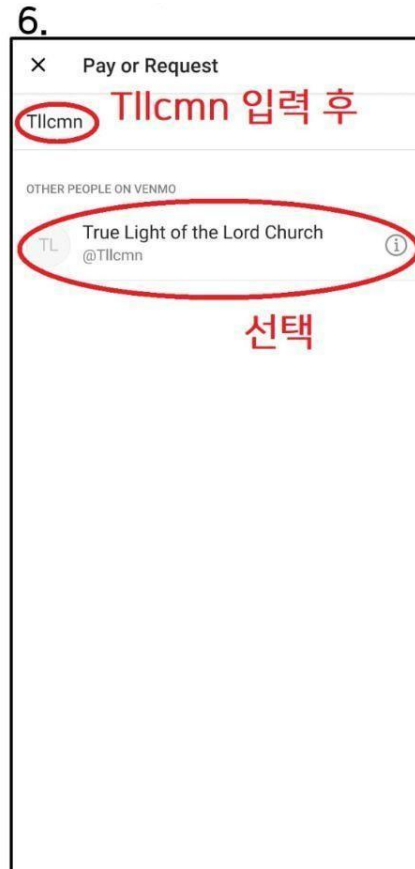 6.
× Pay or Request
Tllcmn Tllcmn 입력 후
OTHER PEOPLE ON VENMO
TL True Light of the Lord Church
@Tllcmn
선택